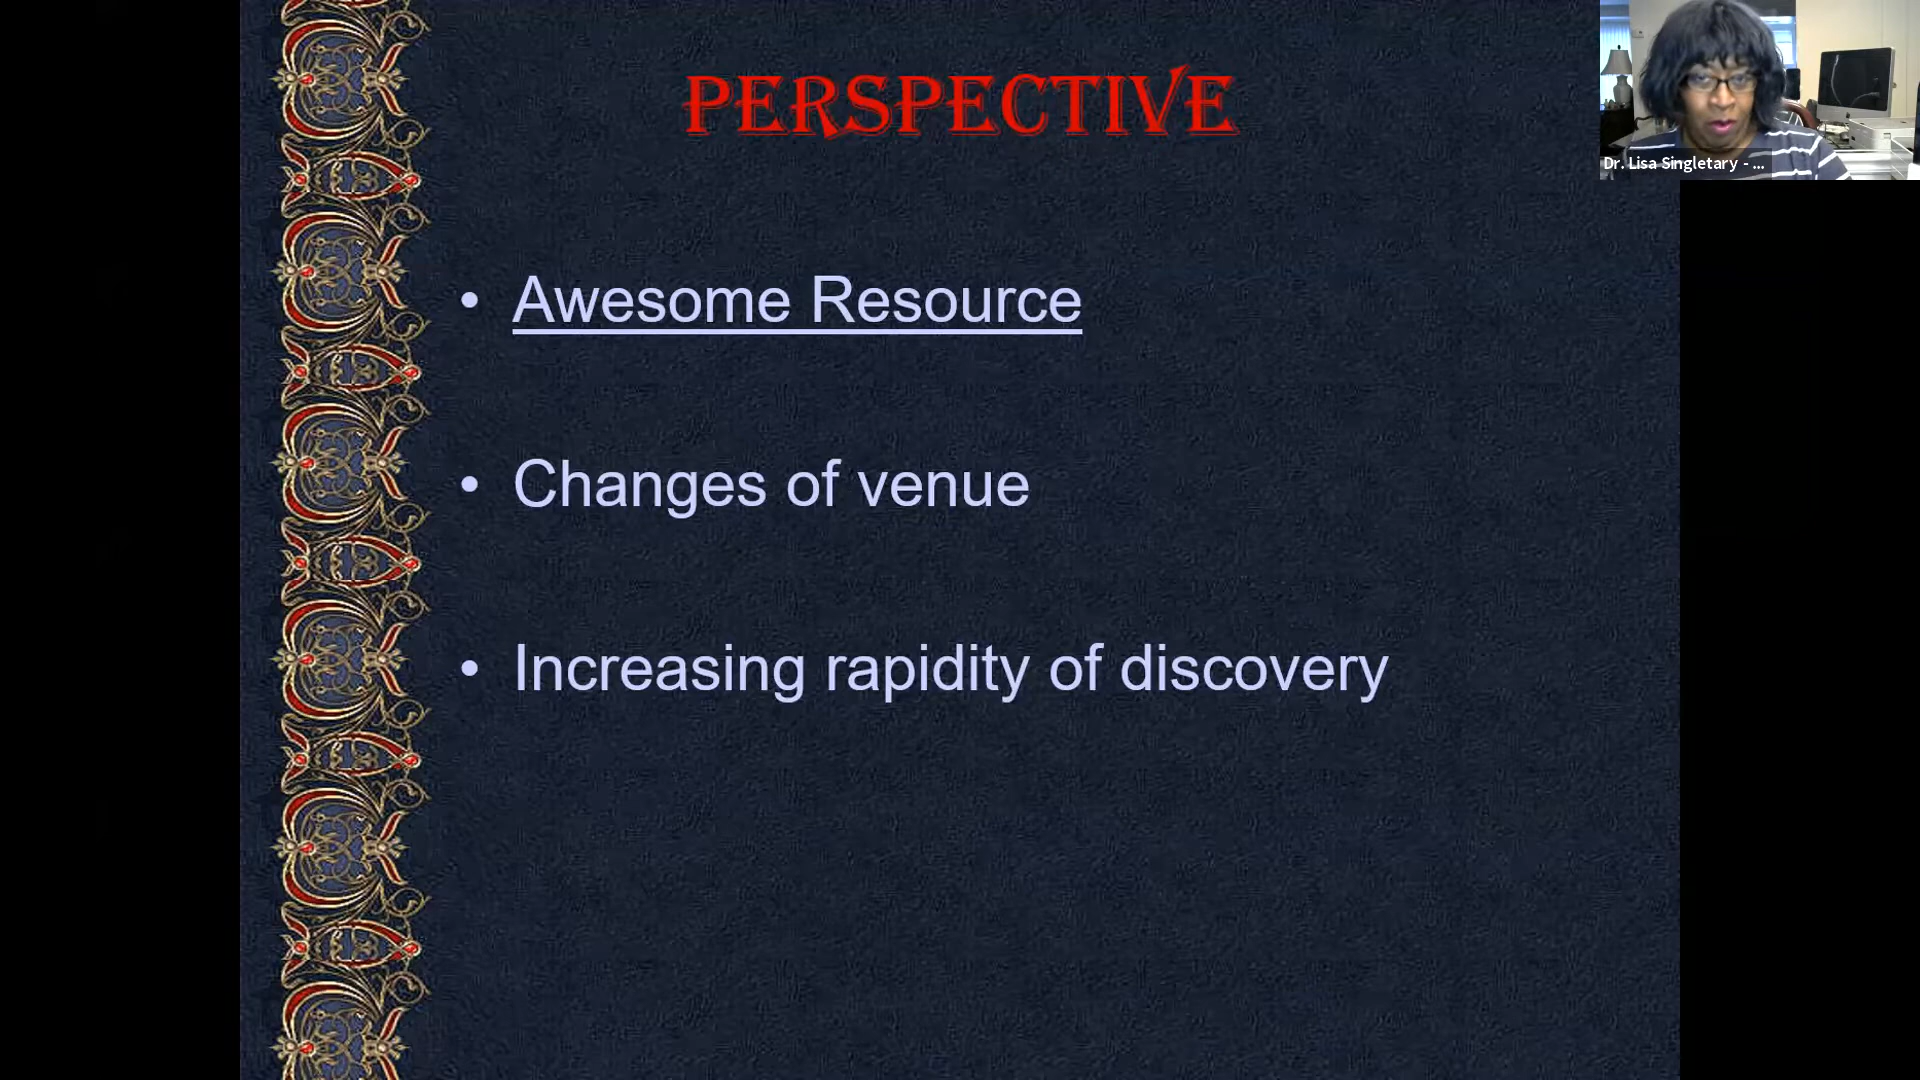 PERSPECTIVE
Dr. Lisa Singletary - ...
• Awesome Resource
• Changes of venue
• Increasing rapidity of discovery